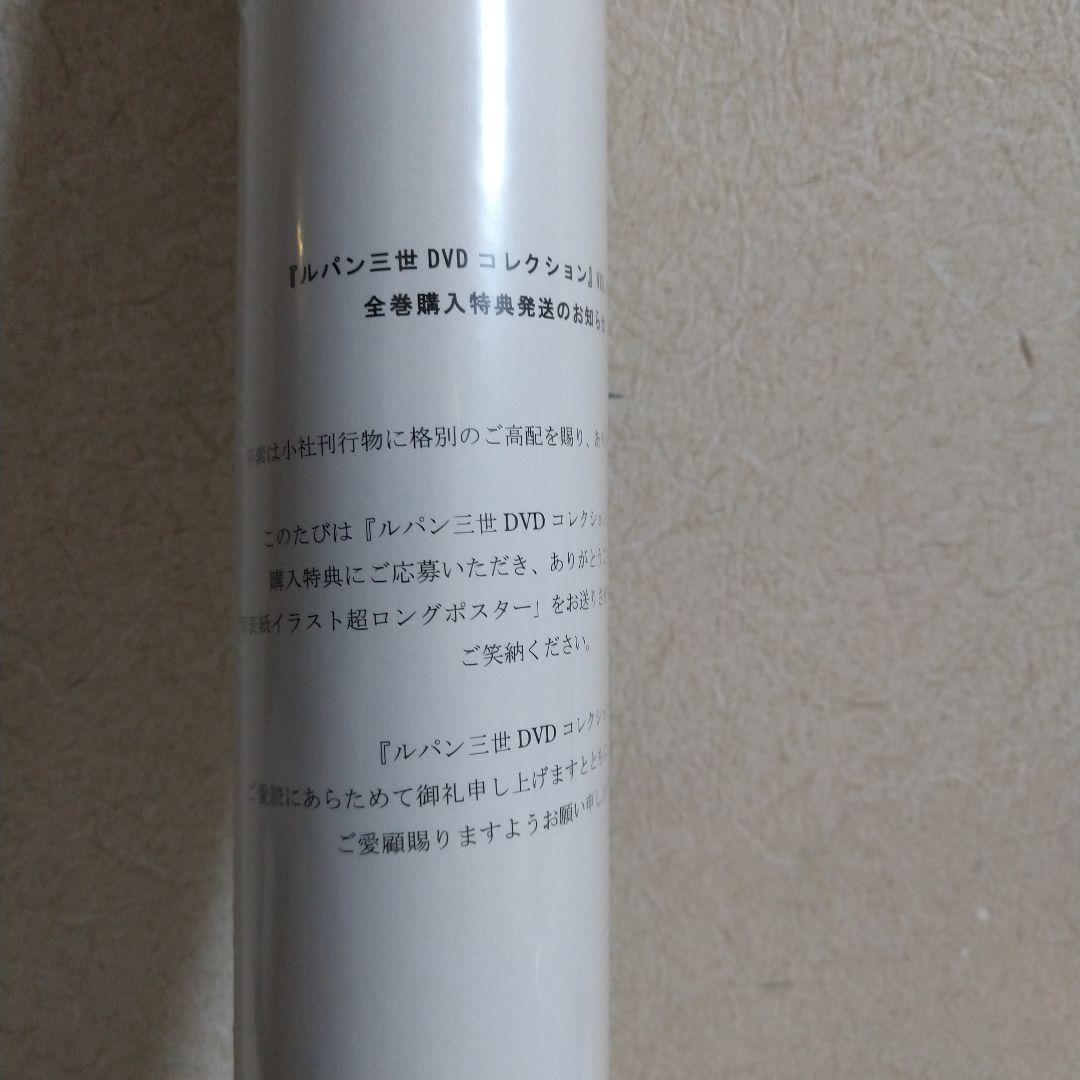 『ルパン三世 DVD コレクション』
全巻購入特典発送のお知らせ
は小社刊行物に格別のご高配を賜り、あ
このたびは『ルパン三世 DVD コレクショ
購入特典にご応募いただき、ありがとうご
表紙イラスト超ロングポスター」をお送りさ
ご笑納ください。
『ルパン三世 DVD コレクショ
ご愛読にあらためて御礼申し上げますととも
ご愛顧賜りますようお願い申し